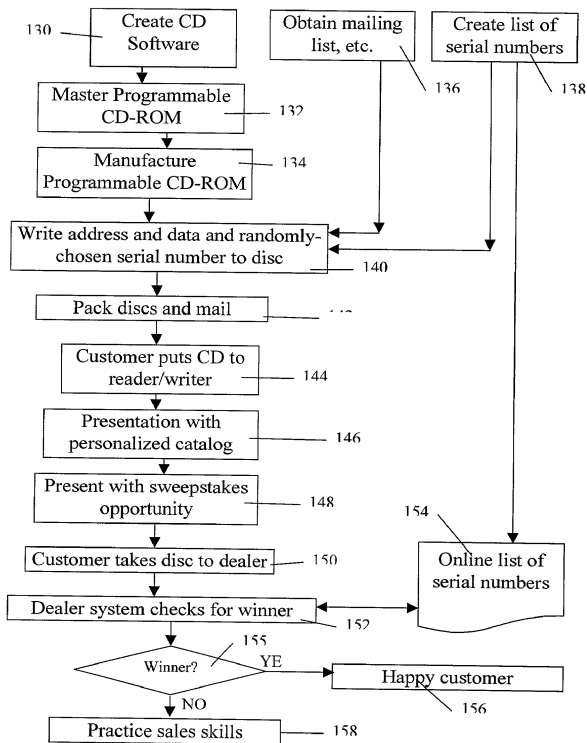 130
Create CD
Software
Obtain mailing
list, etc.
136
Create list of
serial numbers
138
Master Programmable
CD-ROM
132
Manufacture
Programmable CD-ROM
134
Write address and data and randomly-
chosen serial number to disc
140
Pack discs and mail
Customer puts CD to
reader/writer
144
Presentation with
personalized catalog
146
Present with sweepstakes
opportunity
148
154
Online list of
serial numbers
Customer takes disc to dealer
150
Dealer system checks for winner
152
155
Winner?
YE
Happy customer
156
NO
Practice sales skills
158